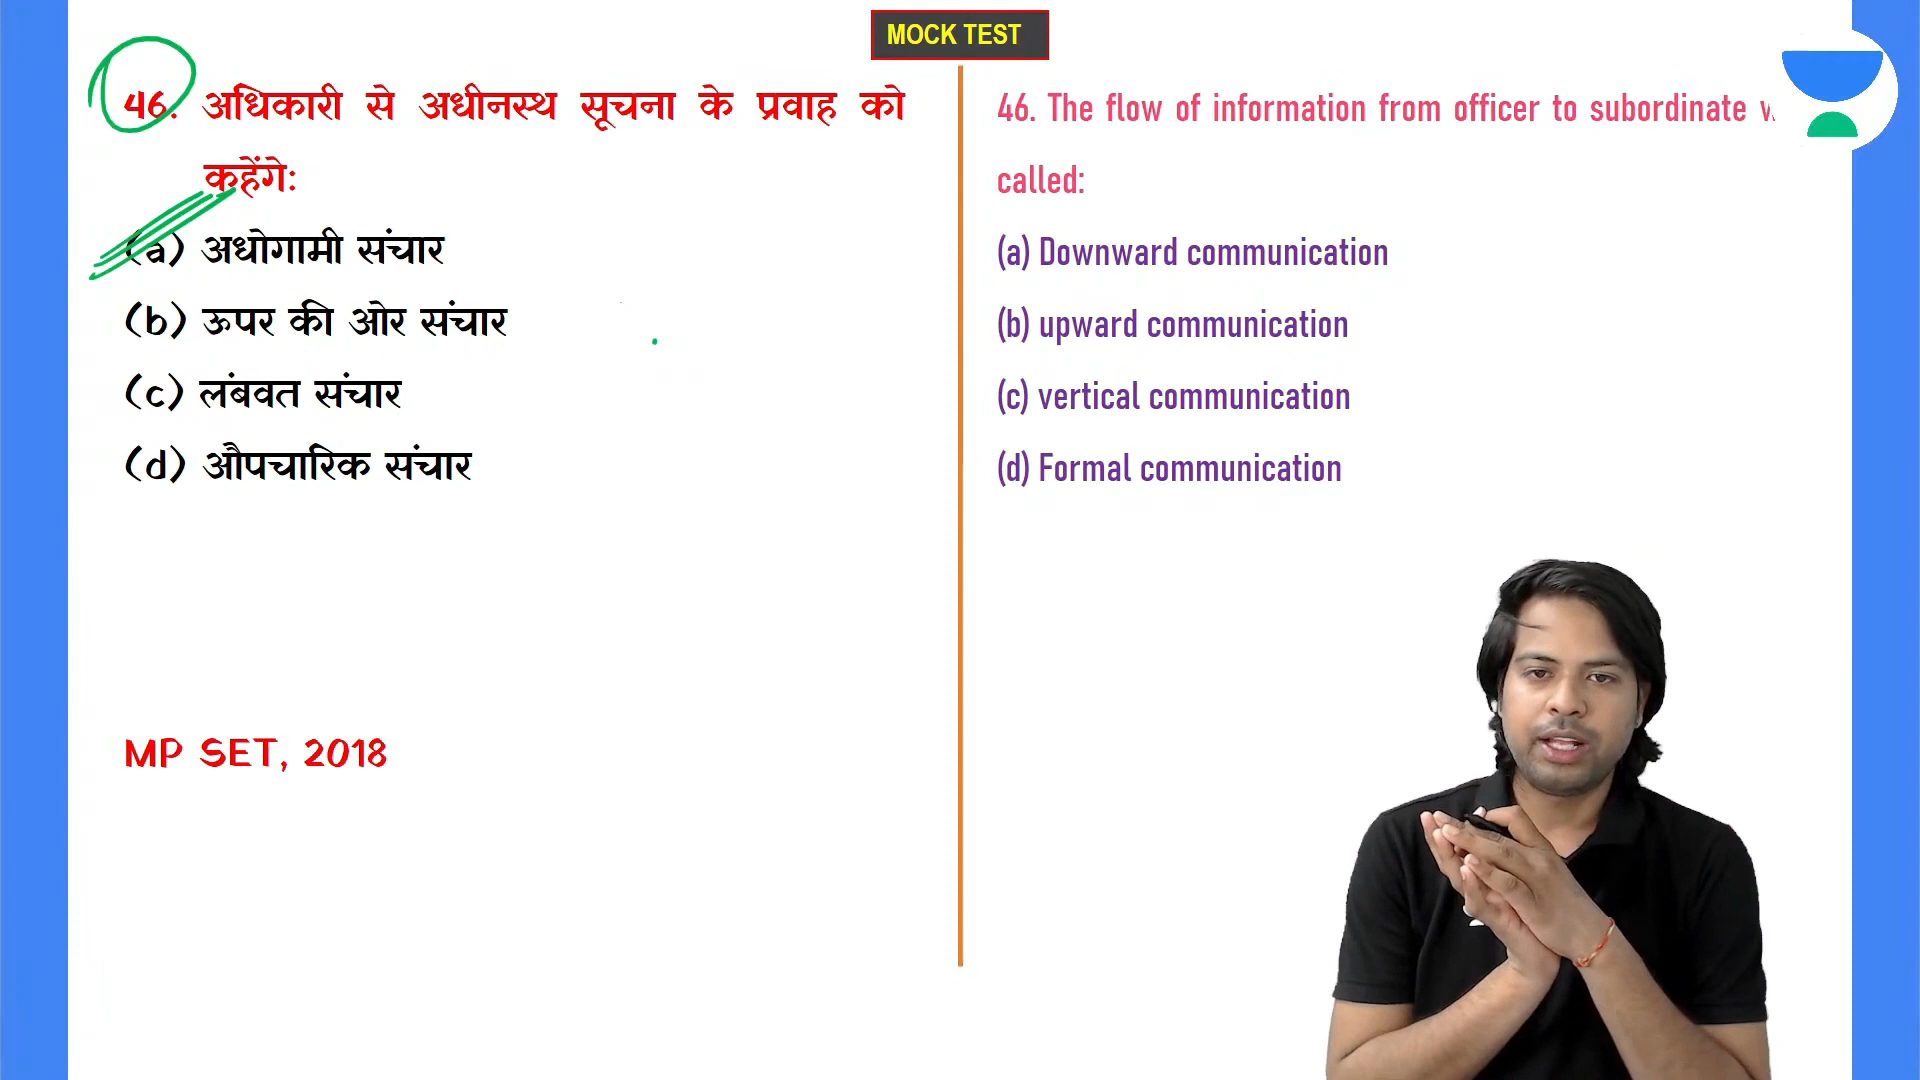 MOCK TEST
46. अधिकारी से अधीनस्थ सूचना के प्रवाह को
कहेंगेः
(a) अधोगामी संचार
(b) ऊपर की ओर संचार
(c) लंबवत संचार
(d) औपचारिक संचार
MP SET, 2018
46. The flow of information from officer to subordinate
called:
(a) Downward communication
(b) upward communication
(c) vertical communication
(d) Formal communication